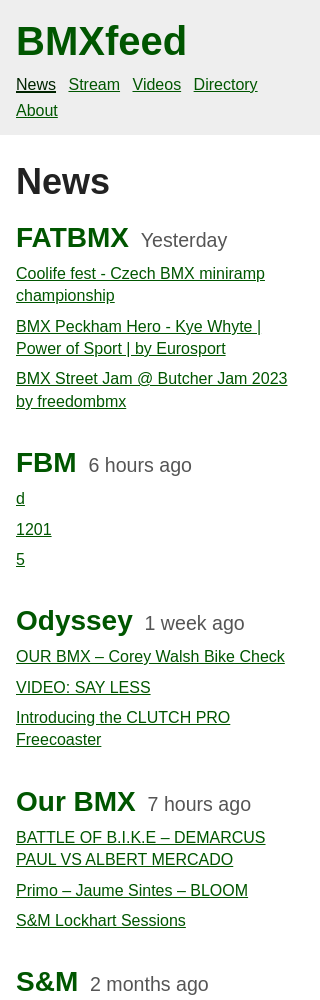 BMXfeed
News Stream Videos Directory
About
News
FATBMX Yesterday
Coolife fest - Czech BMX miniramp
championship
BMX Peckham Hero - Kye Whyte |
Power of Sport | by Eurosport
BMX Street Jam @ Butcher Jam 2023
by freedombmx
FBM 6 hours ago
d
1201
5
Odyssey 1 week ago
OUR BMX – Corey Walsh Bike Check
VIDEO: SAY LESS
Introducing the CLUTCH PRO
Freecoaster
Our BMX 7 hours ago
BATTLE OF B.I.K.E – DEMARCUS
PAUL VS ALBERT MERCADO
Primo – Jaume Sintes – BLOOM
S&M Lockhart Sessions
S&M 2 months ago